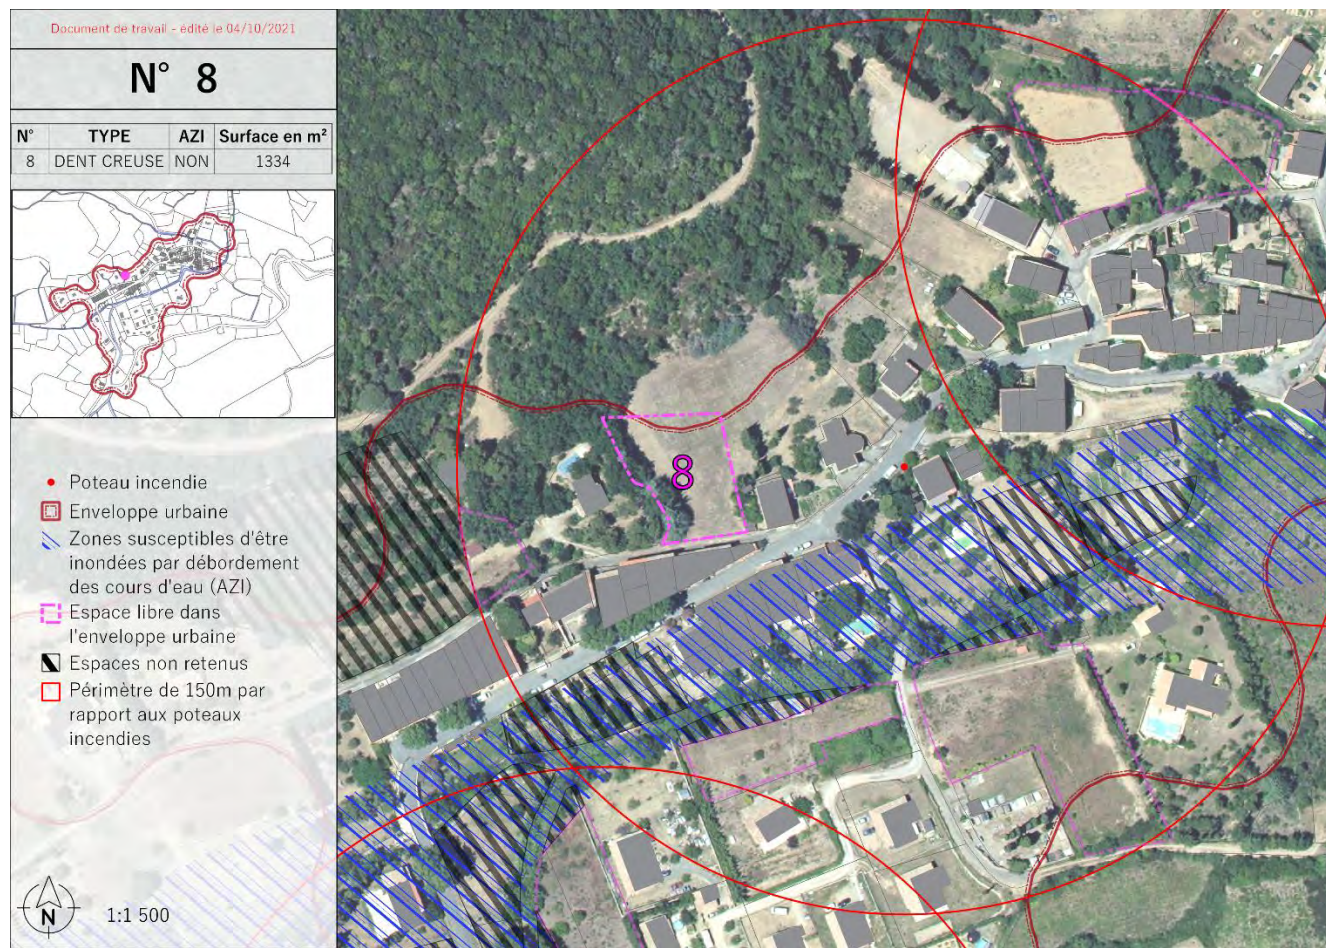 Document de travail - édité le 04/10/2021
N° 8
N° TYPE AZI Surface en m²
8 DENT CREUSE NON 1334
Poteau incendie
Enveloppe urbaine
Zones susceptibles d'être
inondées par débordement
des cours d'eau (AZI)
Espace libre dans
l'enveloppe urbaine
Espaces non retenus
Périmètre de 150m par
rapport aux poteaux
incendies
N
1:1 500
8